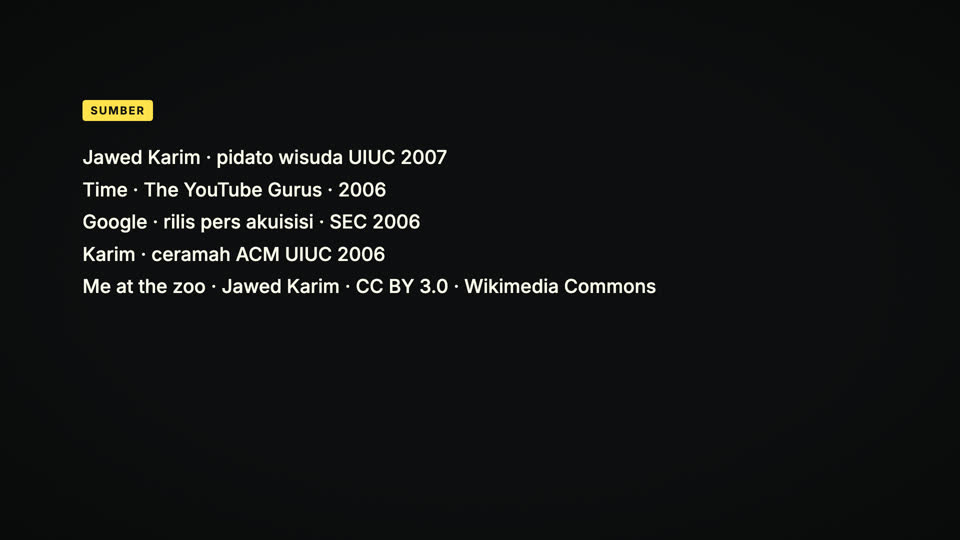 SUMBER
Jawed Karim · pidato wisuda UIUC 2007
Time · The YouTube Gurus · 2006
Google · rilis pers akuisisi · SEC 2006
Karim · ceramah ACM UIUC 2006
Me at the zoo · Jawed Karim · CC BY 3.0 · Wikimedia Commons